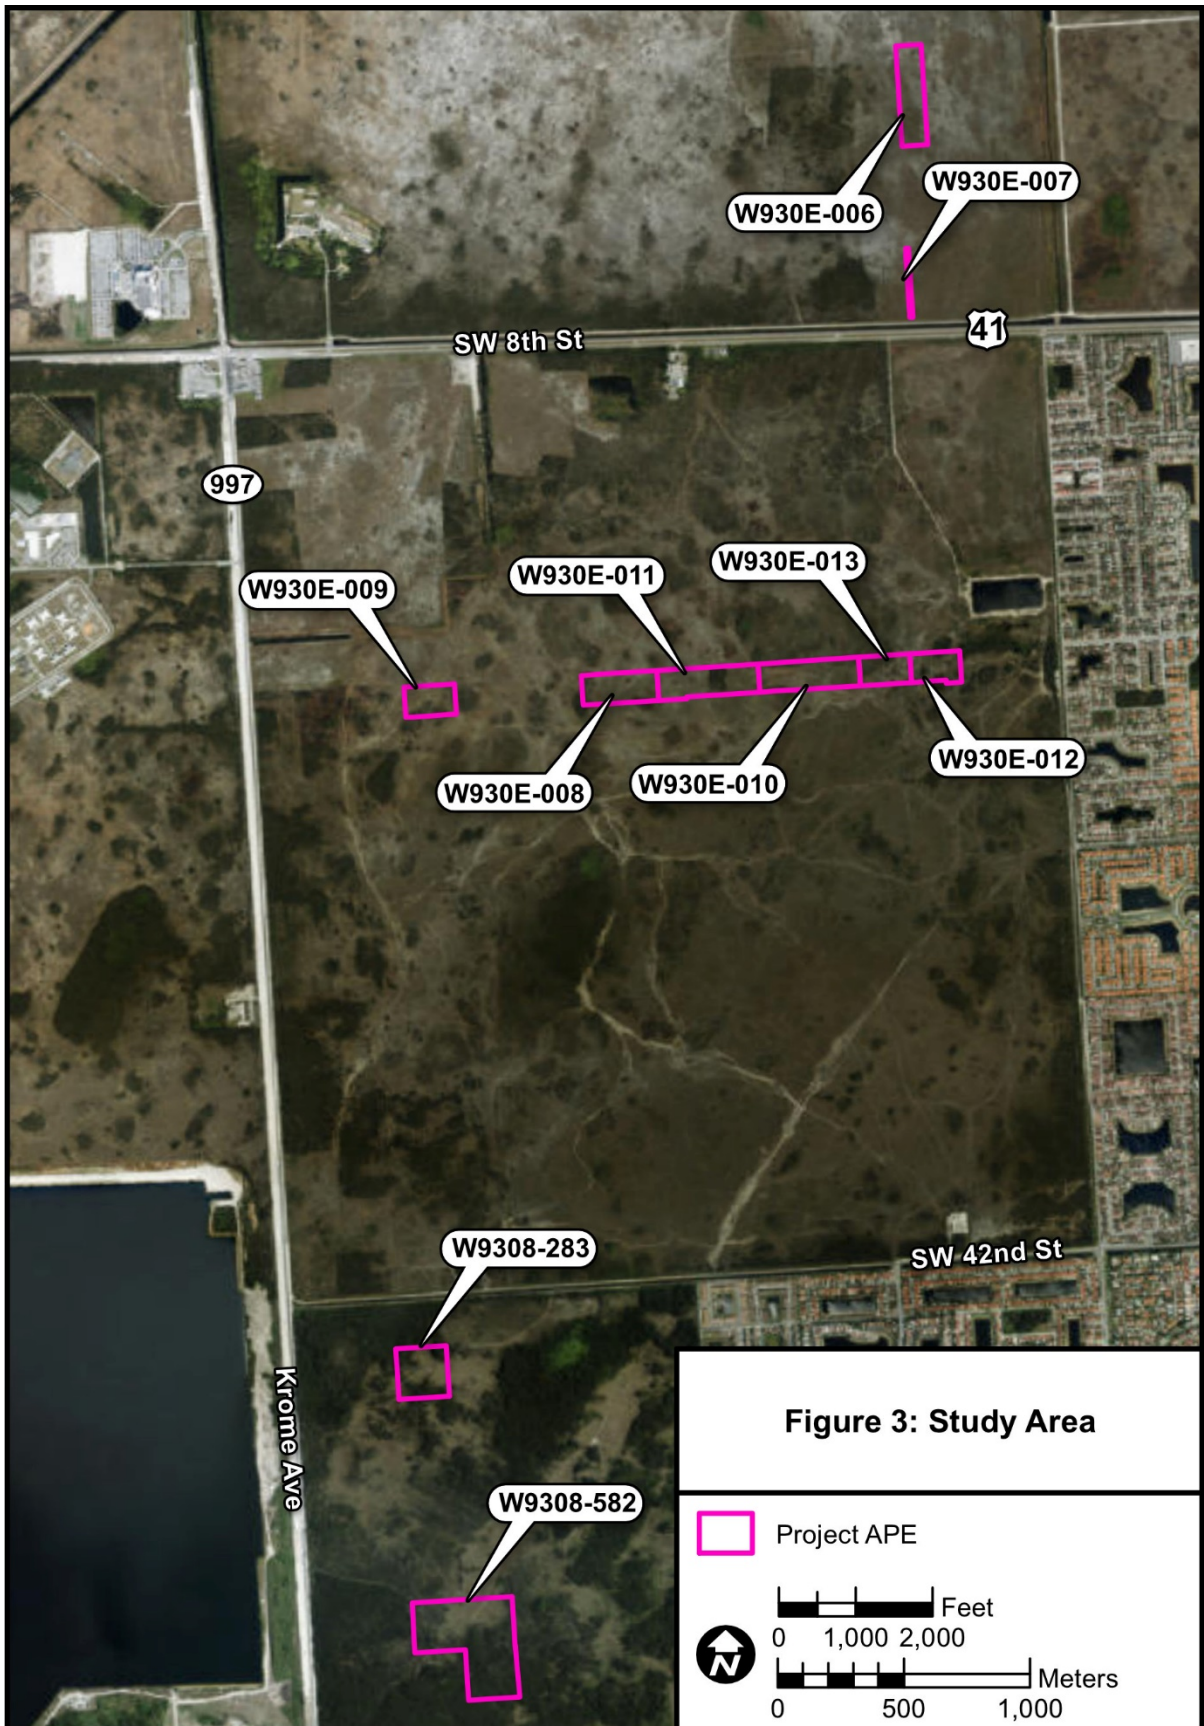 W930E-007
W930E-006
41
SW 8th St
997
W930E-013
W930E-011
W930E-009
W930E-012
W930E-010
W930E-008
W9308-283
SW 42nd St
Krome Ave
Figure 3: Study Area
W9308-582
Project APE
Feet
0 1,000 2,000
N
Meters
0 500 1,000